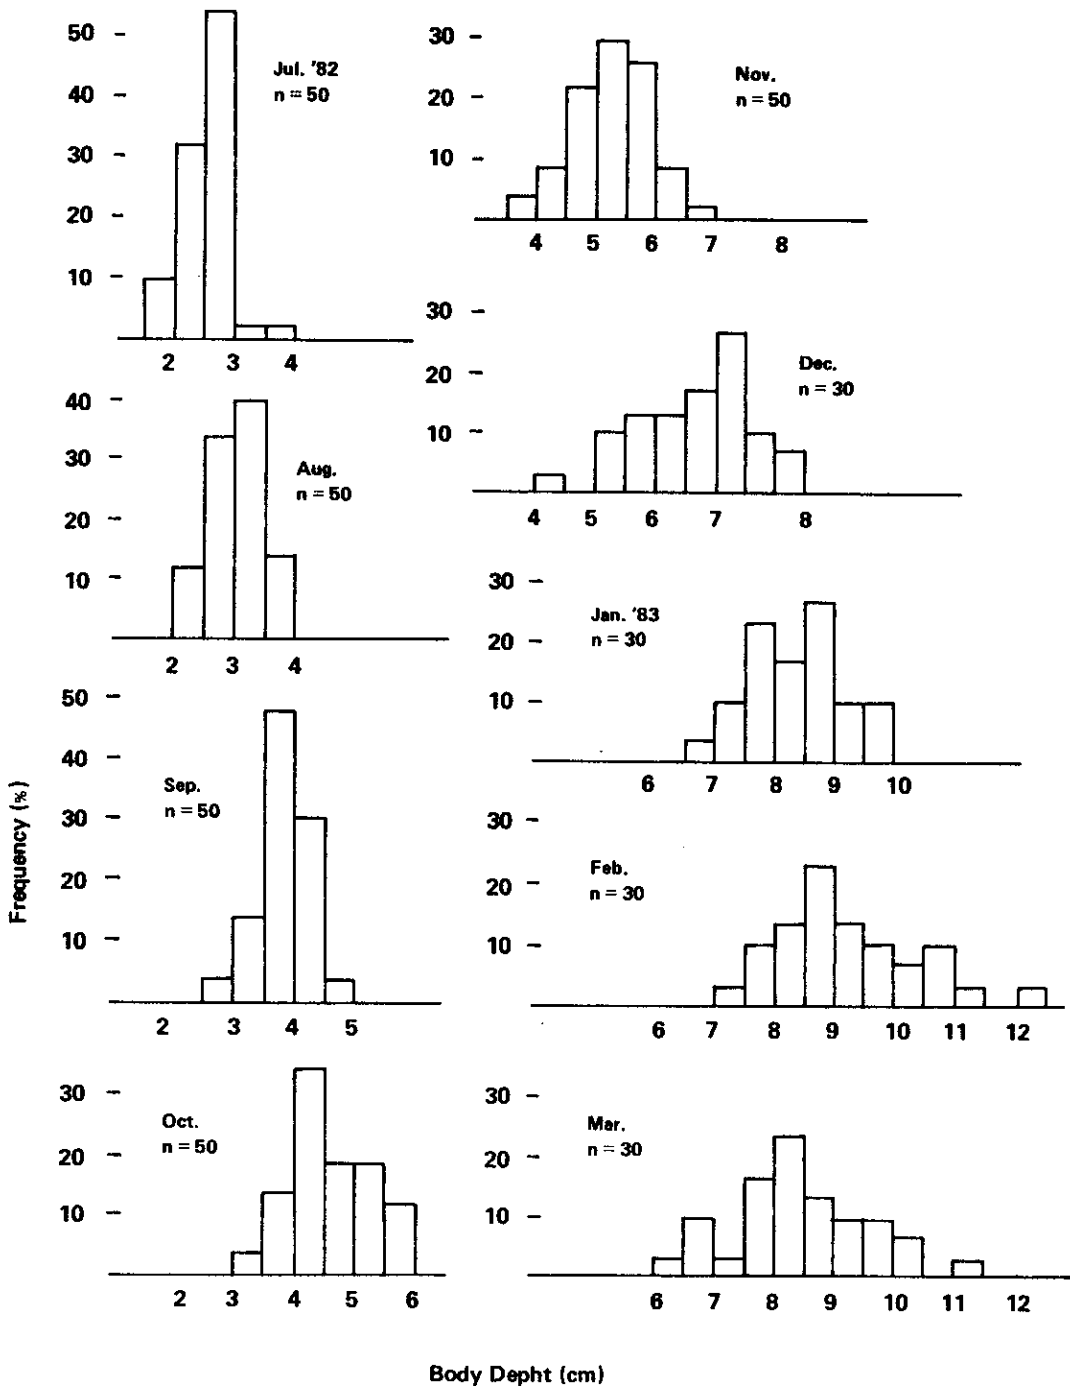 50
40
30
20
10
Jul. '82
n = 50
2 3 4
40
30
20
10
Aug.
n = 50
2 3 4
50
40
30
20
10
Sep.
n = 50
2 3 4 5
30
20
10
Oct.
n = 50
2 3 4 5 6
30
20
10
Nov.
n = 50
4 5 6 7 8
30
20
10
Dec.
n = 30
4 5 6 7 8
30
20
10
Jan. '83
n = 30
6 7 8 9 10
30
20
10
Feb.
n = 30
6 7 8 9 10 11 12
30
20
10
Mar.
n = 30
6 7 8 9 10 11 12
Frequency (%)
Body Depht (cm)